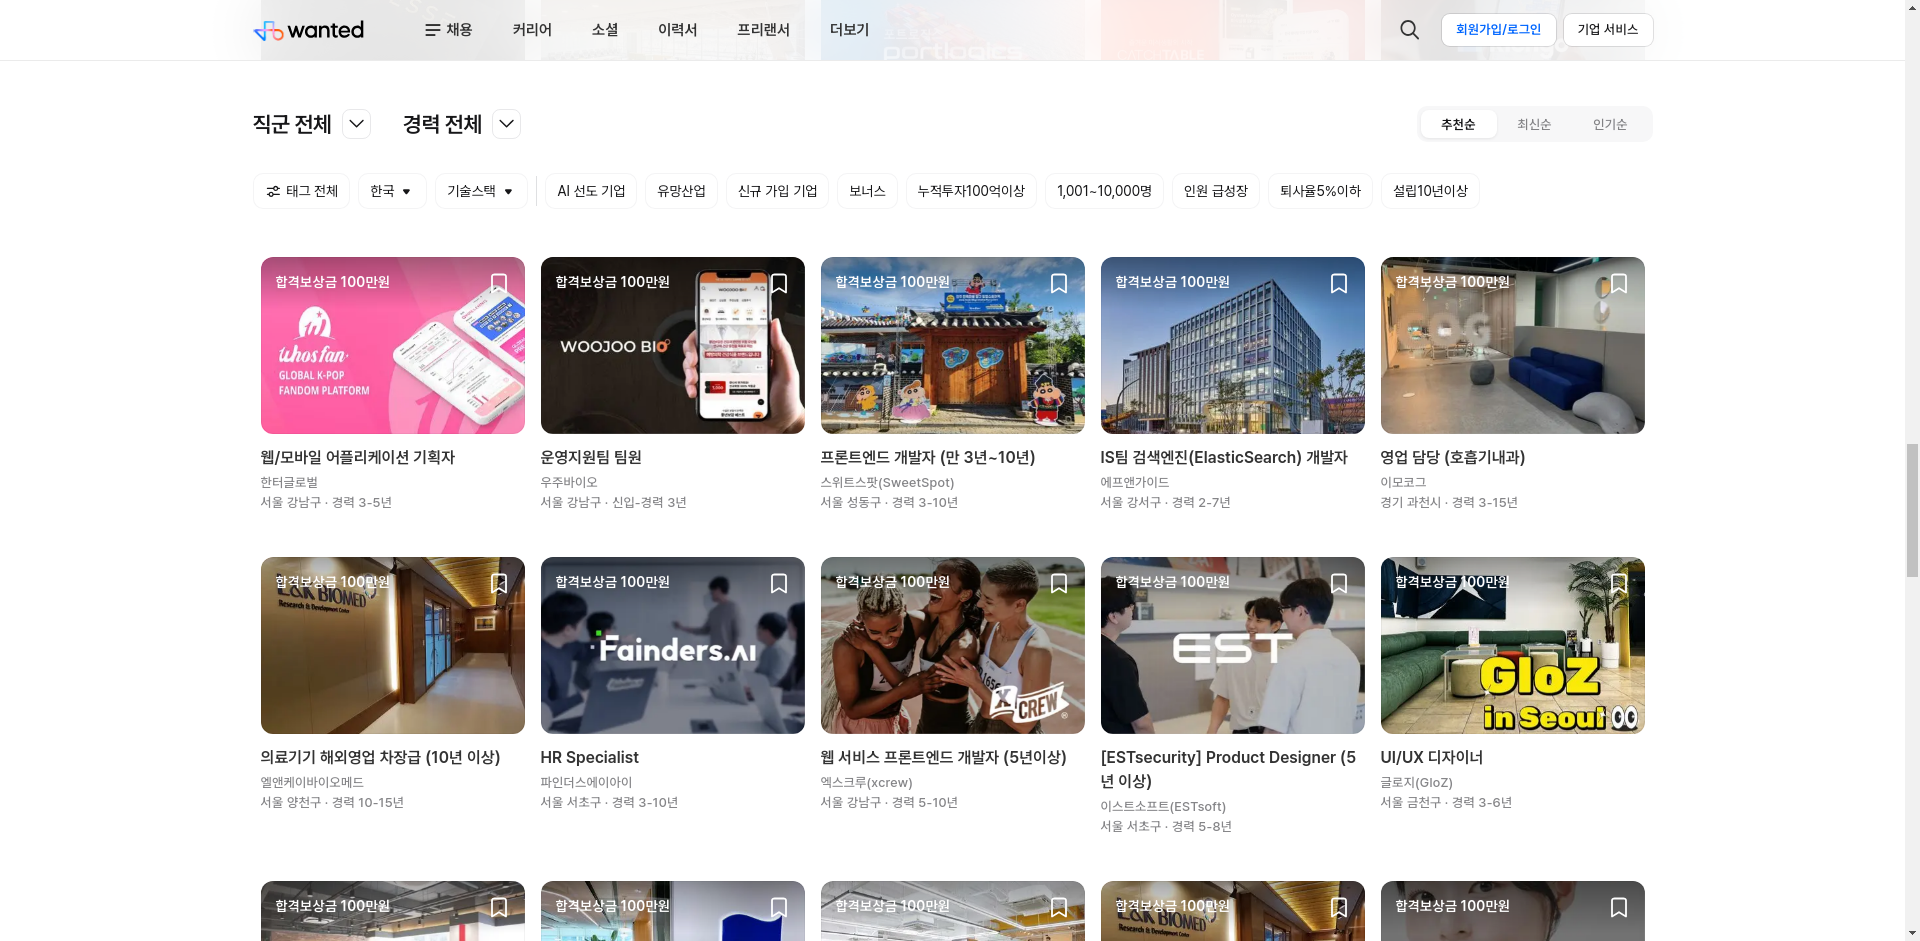 wanted
채용
커리어
소셜
이력서
프리랜서
더보기
회원가입/로그인
기업 서비스
직군 전체
경력 전체
추천순
최신순
인기순
태그 전체
한국
기술스택
AI 선도 기업
유망산업
신규 가입 기업
보너스
누적투자100억이상
1,001~10,000명
인원 급성장
퇴사율5%이하
설립10년이상
합격보상금 100만원
whosfan
GLOBAL K-POP
FANDOM PLATFORM
합격보상금 100만원
WOOJOO BIO
합격보상금 100만원
합격보상금 100만원
합격보상금 100만원
COG
웹/모바일 어플리케이션 기획자
한터글로벌
서울 강남구 · 경력 3-5년
운영지원팀 팀원
우주바이오
서울 강남구 · 신입-경력 3년
프론트엔드 개발자 (만 3년~10년)
스위트스팟(SweetSpot)
서울 성동구 · 경력 3-10년
IS팀 검색엔진(ElasticSearch) 개발자
에프앤가이드
서울 강서구 · 경력 2-7년
영업 담당 (호흡기내과)
이모코그
경기 과천시 · 경력 3-15년
합격보상금 100만원
L&K BIOMED
Research & Development Center
합격보상금 100만원
Fainders.AI
합격보상금 100만원
X CREW
합격보상금 100만원
EST
합격보상금 100만원
GloZ
in Seoul
의료기기 해외영업 차장급 (10년 이상)
엘앤케이바이오메드
서울 양천구 · 경력 10-15년
HR Specialist
파인더스에이아이
서울 서초구 · 경력 3-10년
웹 서비스 프론트엔드 개발자 (5년이상)
엑스크루(xcrew)
서울 강남구 · 경력 5-10년
[ESTsecurity] Product Designer (5
년 이상)
이스트소프트(ESTsoft)
서울 서초구 · 경력 5-8년
UI/UX 디자이너
글로지(GloZ)
서울 금천구 · 경력 3-6년
합격보상금 100만원
합격보상금 100만원
합격보상금 100만원
합격보상금 100만원
L&K BIOMED
Research & Development Center
합격보상금 100만원